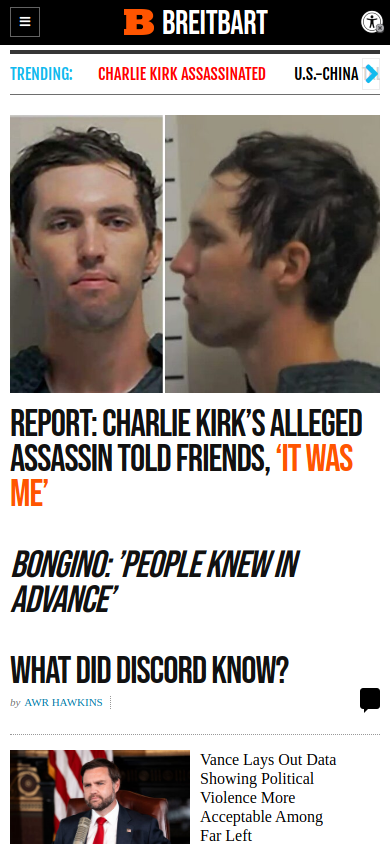 BREITBART
TRENDING: CHARLIE KIRK ASSASSINATED U.S.–CHINA
REPORT: CHARLIE KIRK’S ALLEGED
ASSASSIN TOLD FRIENDS, ‘IT WAS
ME’
BONGINO: ’PEOPLE KNEW IN
ADVANCE’
WHAT DID DISCORD KNOW?
by AWR HAWKINS
Vance Lays Out Data
Showing Political
Violence More
Acceptable Among
Far Left